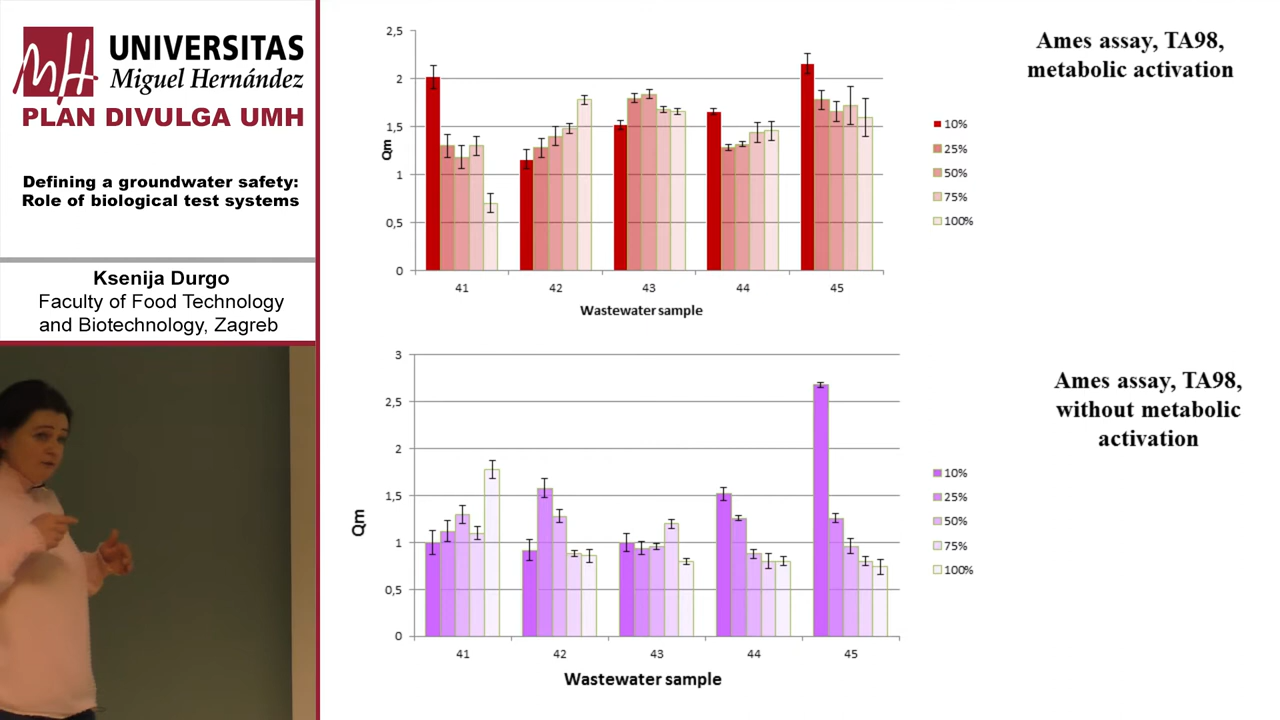 UNIVERSITAS
Miguel Hernández
PLAN DIVULGA UMH
Defining a groundwater safety:
Role of biological test systems
Ksenija Durgo
Faculty of Food Technology
and Biotechnology, Zagreb
Ames assay, TA98,
metabolic activation
2,5
2
1,5
1
0,5
0
Qm
41 42 43 44 45
Wastewater sample
10%
25%
50%
75%
100%
Ames assay, TA98,
without metabolic
activation
3
2,5
2
1,5
1
0,5
0
Qm
41 42 43 44 45
Wastewater sample
10%
25%
50%
75%
100%